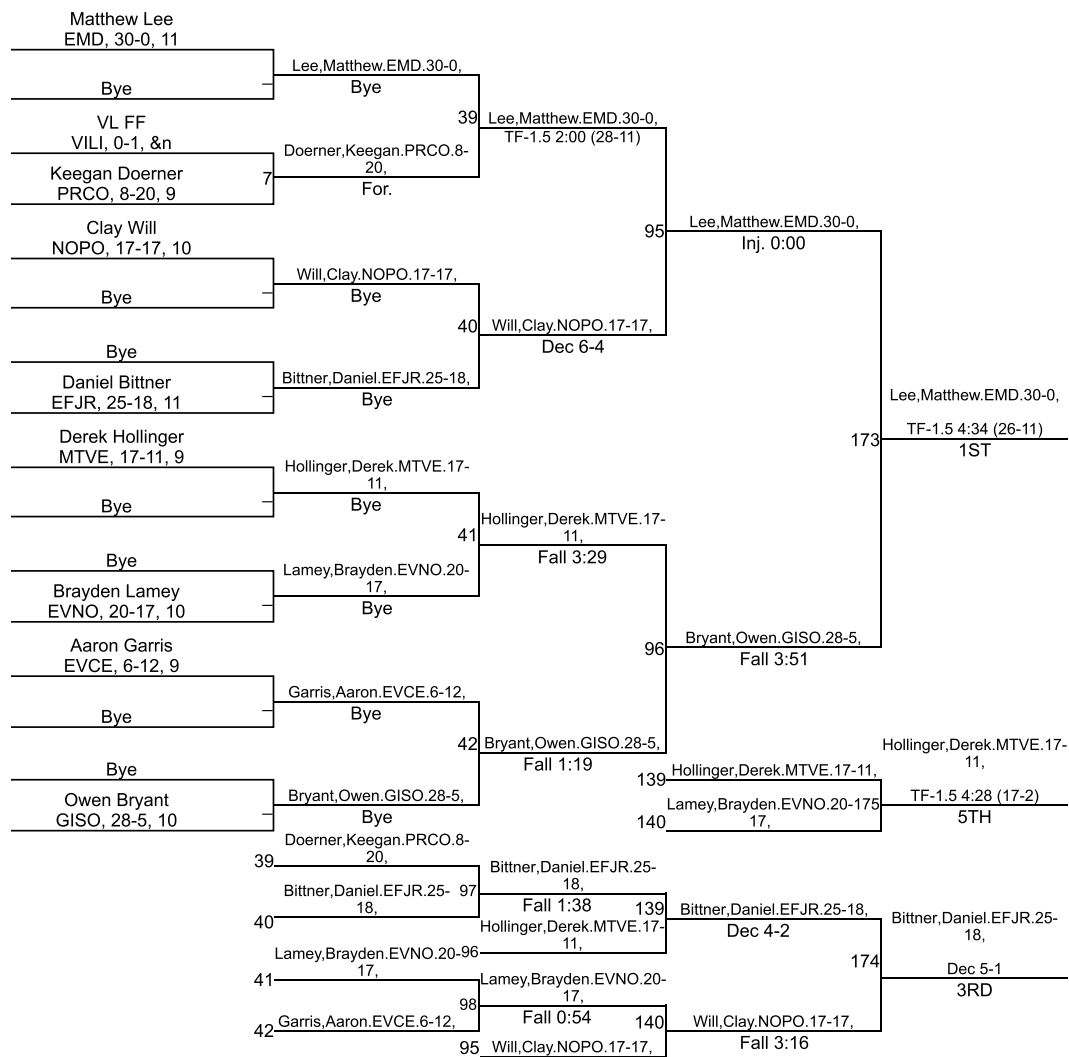 Matthew Lee
EMD, 30-0, 11
Bye
VL FF
VILI, 0-1, &n
Keegan Doerner
PRCO, 8-20, 9
Clay Will
NOPO, 17-17, 10
Bye
Bye
Daniel Bittner
EFJR, 25-18, 11
Derek Hollinger
MTVE, 17-11, 9
Bye
Bye
Brayden Lamey
EVNO, 20-17, 10
Aaron Garris
EVCE, 6-12, 9
Bye
Bye
Owen Bryant
GISO, 28-5, 10
Lee,Matthew.EMD.30-0,
Bye
7
Doerner,Keegan.PRCO.8-
20,
For.
Will,Clay.NOPO.17-17,
Bye
Bittner,Daniel.EFJR.25-18,
Bye
Hollinger,Derek.MTVE.17-
11,
Bye
Lamey,Brayden.EVNO.20-
17,
Bye
Garris,Aaron.EVCE.6-12,
Bye
Bryant,Owen.GISO.28-5,
Bye
39
Lee,Matthew.EMD.30-0,
TF-1.5 2:00 (28-11)
40
Will,Clay.NOPO.17-17,
Dec 6-4
41
Hollinger,Derek.MTVE.17-
11,
Fall 3:29
42
Bryant,Owen.GISO.28-5,
Fall 1:19
95
Lee,Matthew.EMD.30-0,
Inj. 0:00
96
Bryant,Owen.GISO.28-5,
Fall 3:51
173
Lee,Matthew.EMD.30-0,
TF-1.5 4:34 (26-11)
1ST
139
Hollinger,Derek.MTVE.17-11,
140
Lamey,Brayden.EVNO.20-
17,
175
Hollinger,Derek.MTVE.17-
11,
TF-1.5 4:28 (17-2)
5TH
39
Doerner,Keegan.PRCO.8-
20,
40
Bittner,Daniel.EFJR.25-
18,
41
Lamey,Brayden.EVNO.20-
17,
42
Garris,Aaron.EVCE.6-12,
97
Bittner,Daniel.EFJR.25-
18,
Fall 1:38
96
Hollinger,Derek.MTVE.17-
11,
98
Lamey,Brayden.EVNO.20-
17,
Fall 0:54
95
Will,Clay.NOPO.17-17,
139
Bittner,Daniel.EFJR.25-18,
Dec 4-2
140
Will,Clay.NOPO.17-17,
Fall 3:16
174
Bittner,Daniel.EFJR.25-
18,
Dec 5-1
3RD